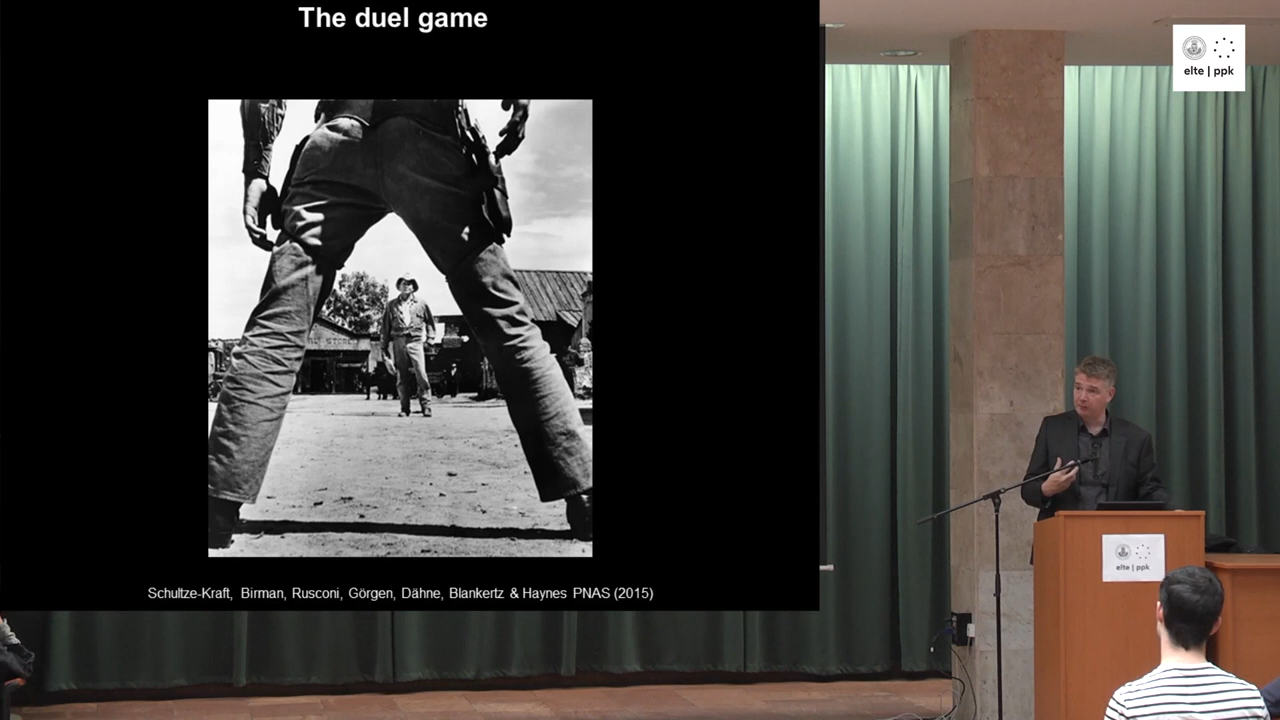 The duel game
Schultze-Kraft, Birman, Rusconi, Görgen, Dähne, Blankertz & Haynes PNAS (2015)
elte | ppk
elte | ppk